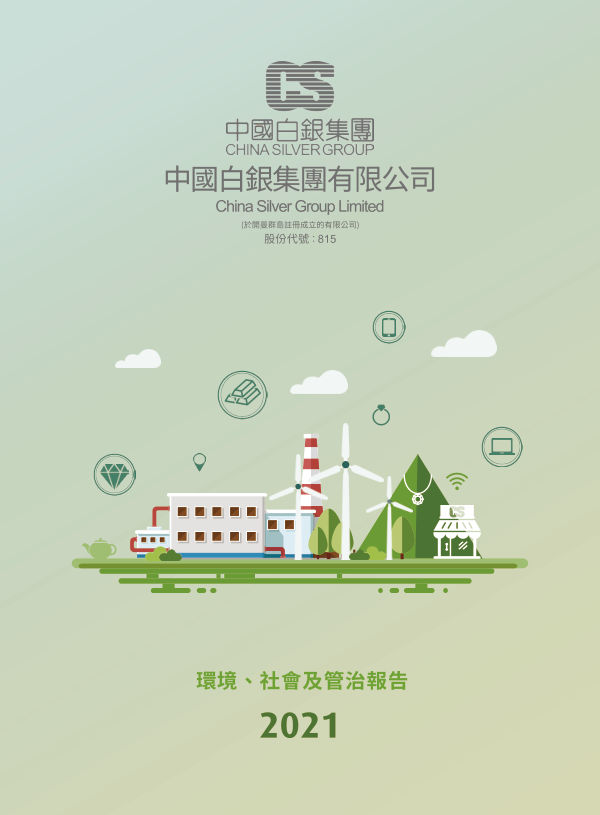 CS
中國白銀集團
CHINA SILVER GROUP
中國白銀集團有限公司
China Silver Group Limited
(於開曼群島註冊成立的有限公司)
股份代號：815
CS
環境、社會及管治報告
2021